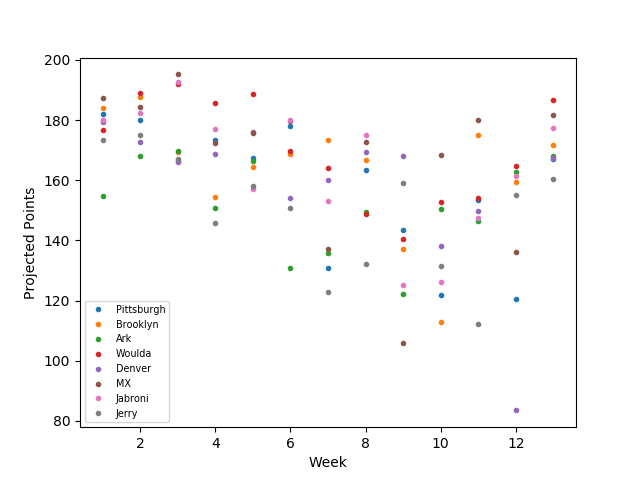 200
180
160
140
120
100
80
Projected Points
Pittsburgh
Brooklyn
Ark
Woulda
Denver
MX
Jabroni
Jerry
2 4 6 8 10 12
Week